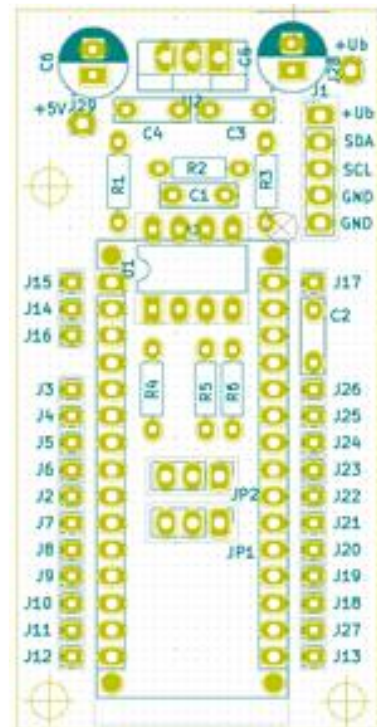 +Ub
C6
J28
+5V
J29
U2
J1
C4
C3
+Ub
SDA
R1
R2
R3
SCL
C1
GND
GND
U1
J15
J17
J14
C2
J16
J3
R4
R5
R6
J26
J4
J25
J5
J24
J6
J23
J2
JP2
J22
J7
J21
J8
JP1
J20
J9
J19
J10
J18
J11
J27
J12
J13